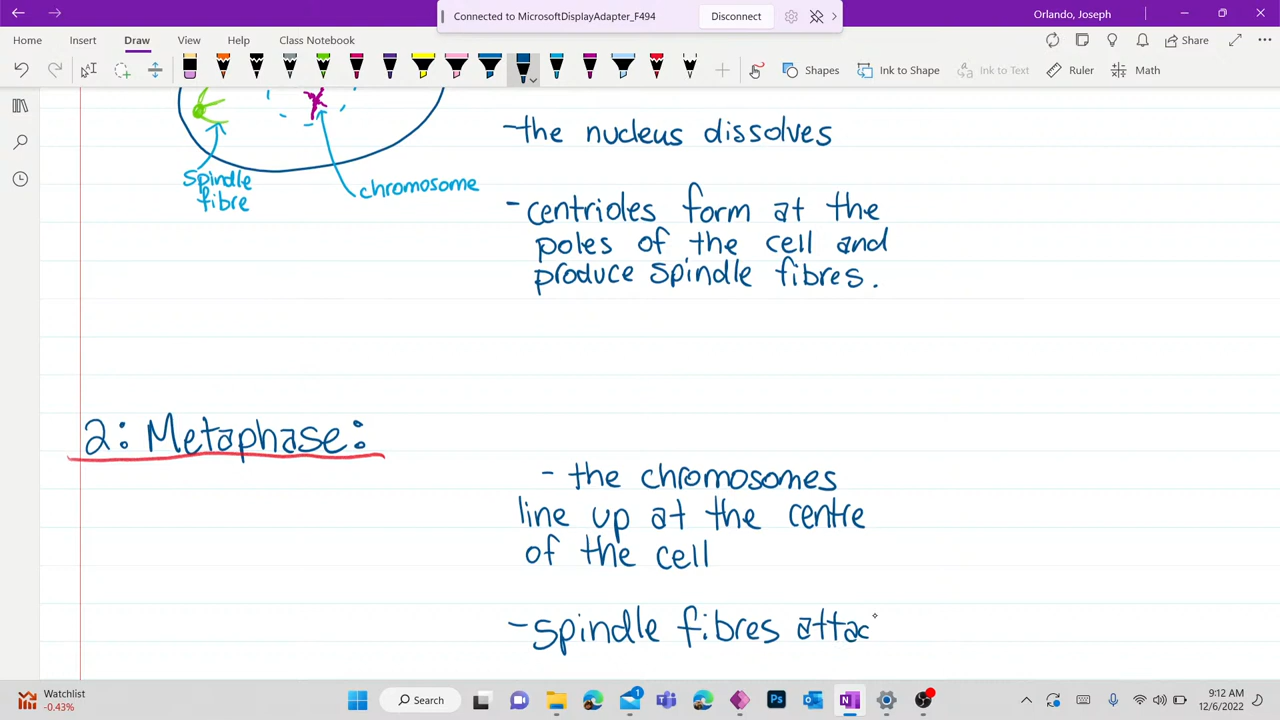 Connected to MicrosoftDisplayAdapter_F494
Disconnect
Orlando, Joseph
Home
Insert
Draw
View
Help
Class Notebook
Share
Shapes
Ink to Shape
Ink to Text
Ruler
Math
-the nucleus dissolves
Spindle
fibre
chromosome
- centrioles form at the
poles of the cell and
produce spindle fibres.
2: Metaphase:
- the chromosomes
line up at the centre
of the cell
-spindle fibres attac
Watchlist
-0.43%
Search
1
Ps
N
9:12 AM
12/6/2022